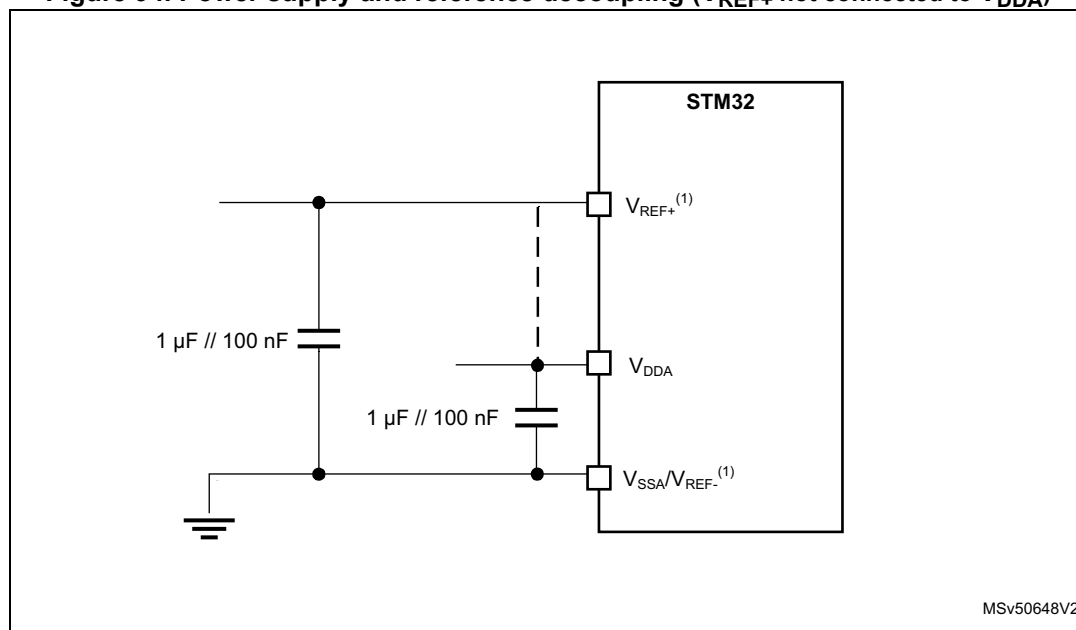 STM32
VREF+(1)
1 µF // 100 nF
VDDA
1 µF // 100 nF
VSSA/VREF-(1)
MSv50648V2